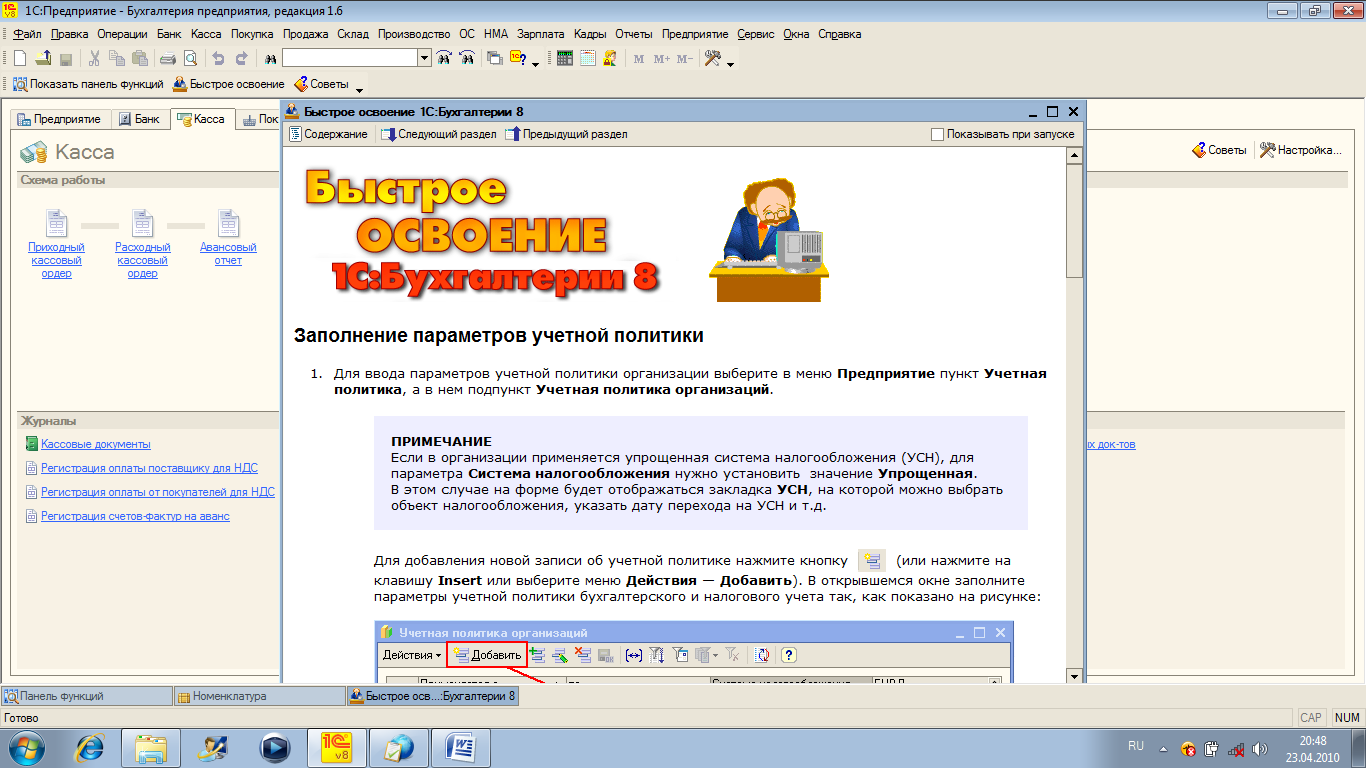 1С:Предприятие - Бухгалтерия предприятия, редакция 1.6
Файл Правка Операции Банк Касса Покупка Продажа Склад Производство ОС НМА Зарплата Кадры Отчеты Предприятие Сервис Окна Справка
M M+ M-
Показать панель функций Быстрое освоение Советы
Предприятие Банк Касса Пок
Касса
Советы Настройка...
Схема работы
Приходный кассовый ордер
Расходный кассовый ордер
Авансовый отчет
Журналы
Кассовые документы
Регистрация оплаты поставщику для НДС
Регистрация оплаты от покупателей для НДС
Регистрация счетов-фактур на аванс
х док-тов
Быстрое освоение 1С:Бухгалтерии 8
Содержание Следующий раздел Предыдущий раздел Показывать при запуске
Быстрое
ОСВОЕНИЕ
1С:Бухгалтерии 8
Заполнение параметров учетной политики
1. Для ввода параметров учетной политики организации выберите в меню Предприятие пункт Учетная
политика, а в нем подпункт Учетная политика организаций.
ПРИМЕЧАНИЕ
Если в организации применяется упрощенная система налогообложения (УСН), для
параметра Система налогообложения нужно установить значение Упрощенная.
В этом случае на форме будет отображаться закладка УСН, на которой можно выбрать
объект налогообложения, указать дату перехода на УСН и т.д.
Для добавления новой записи об учетной политике нажмите кнопку (или нажмите на
клавишу Insert или выберите меню Действия — Добавить). В открывшемся окне заполните
параметры учетной политики бухгалтерского и налогового учета так, как показано на рисунке:
Учетная политика организаций
Действия Добавить
Панель функций Номенклатура Быстрое осв...:Бухгалтерии 8
Готово CAP NUM
RU 20:48
23.04.2010